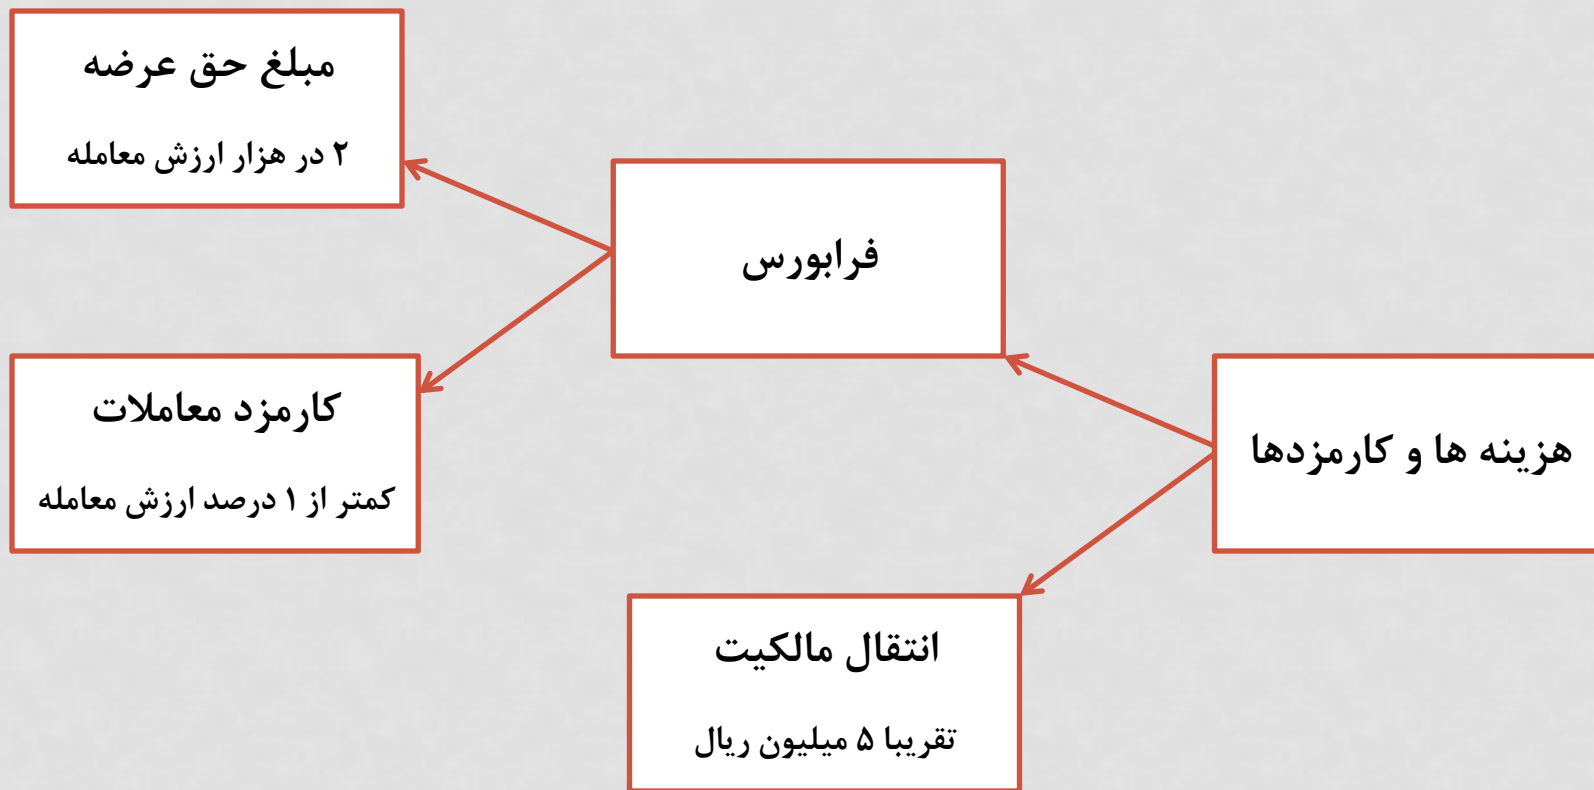 هزینه ها و کارمزدها
فرابورس
مبلغ حق عرضه
۲ در هزار ارزش معامله
کارمزد معاملات
کمتر از ۱ درصد ارزش معامله
انتقال مالکیت
تقریبا ۵ میلیون ریال